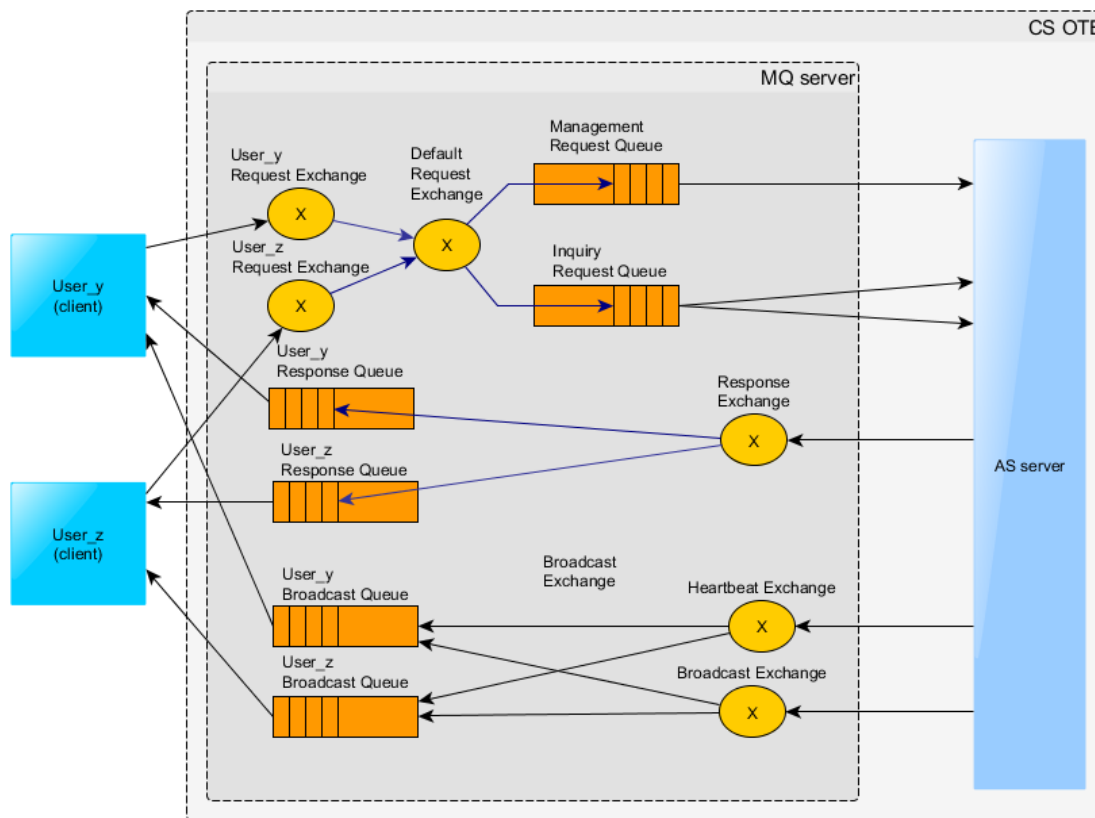 CS OTE
MQ server
User_y
Request Exchange
Default
Request
Exchange
Management
Request Queue
X
X
User_z
Request Exchange
Inquiry
Request Queue
X
User_y
(client)
User_y
Response Queue
Response
Exchange
X
User_z
Response Queue
AS server
User_z
(client)
User_y
Broadcast Queue
Broadcast
Exchange
Heartbeat Exchange
X
User_z
Broadcast Queue
Broadcast Exchange
X